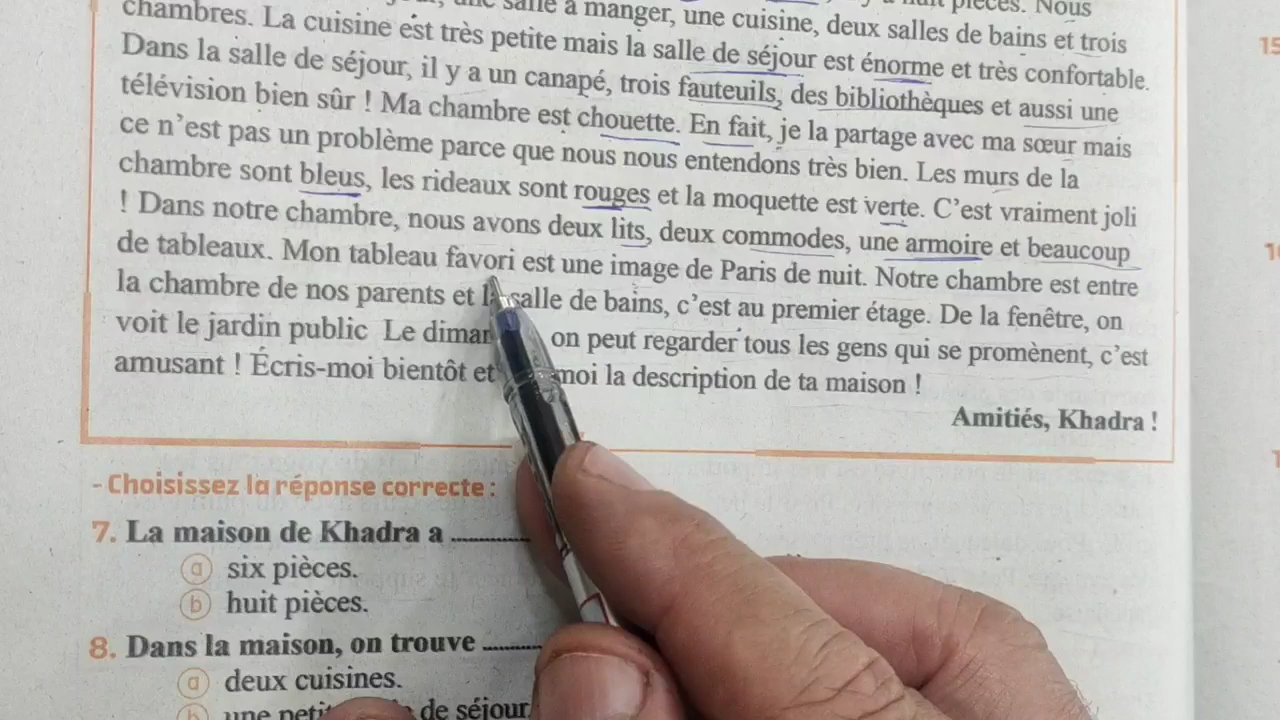 salle à manger, une cuisine, deux salles de bains et trois
chambres. La cuisine est très petite mais la salle de séjour est énorme et très confortable.
Dans la salle de séjour, il y a un canapé, trois fauteuils, des bibliothèques et aussi une
télévision bien sûr ! Ma chambre est chouette. En fait, je la partage avec ma sœur mais
ce n'est pas un problème parce que nous nous entendons très bien. Les murs de la
chambre sont bleus, les rideaux sont rouges et la moquette est verte. C'est vraiment joli
! Dans notre chambre, nous avons deux lits, deux commodes, une armoire et beaucoup
de tableaux. Mon tableau favori est une image de Paris de nuit. Notre chambre est entre
la chambre de nos parents et la salle de bains, c'est au premier étage. De la fenêtre, on
voit le jardin public Le on peut regarder tous les gens qui se promènent, c'est
amusant ! Écris-moi bientôt et moi la description de ta maison !
Amitiés, Khadra !
- Choisissez la réponse correcte :
7. La maison de Khadra a ..........
a six pièces.
b huit pièces.
8. Dans la maison, on trouve ..........
a deux cuisines.
b une de séjour